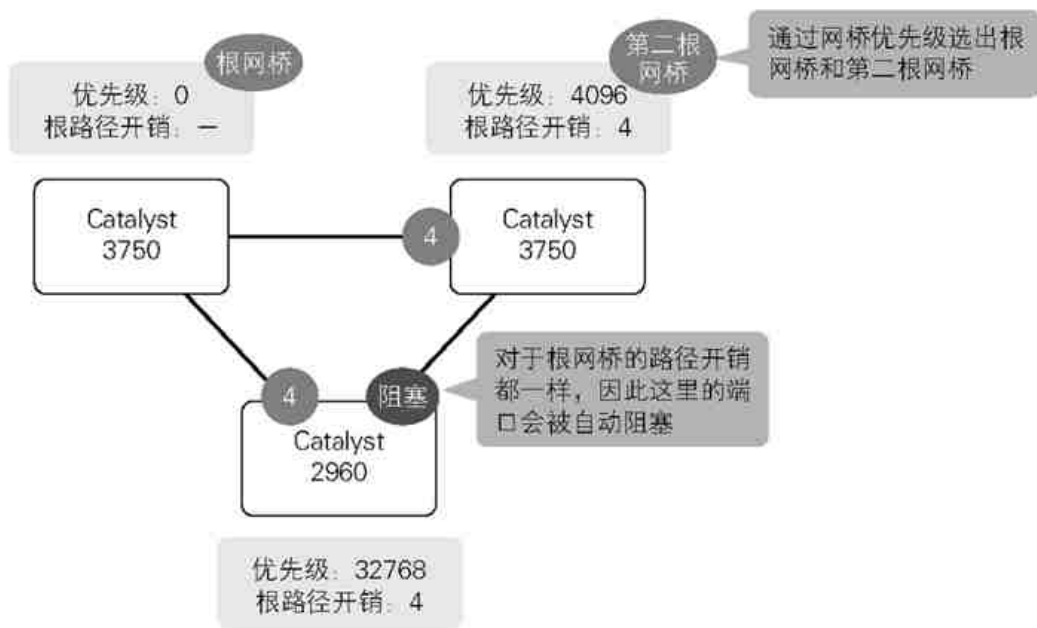 根网桥
优先级：0
根路径开销：—
第二根
网桥
优先级：4096
根路径开销：4
通过网桥优先级选出根
网桥和第二根网桥
Catalyst
3750
4
Catalyst
3750
4
阻塞
对于根网桥的路径开销
都一样，因此这里的端
口会被自动阻塞
Catalyst
2960
优先级：32768
根路径开销：4